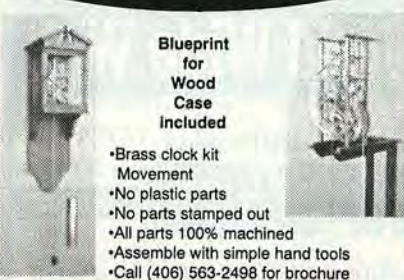 Blueprint
for
Wood
Case
included
•Brass clock kit
Movement
•No plastic parts
•No parts stamped out
•All parts 100% machined
•Assemble with simple hand tools
•Call (406) 563-2498 for brochure